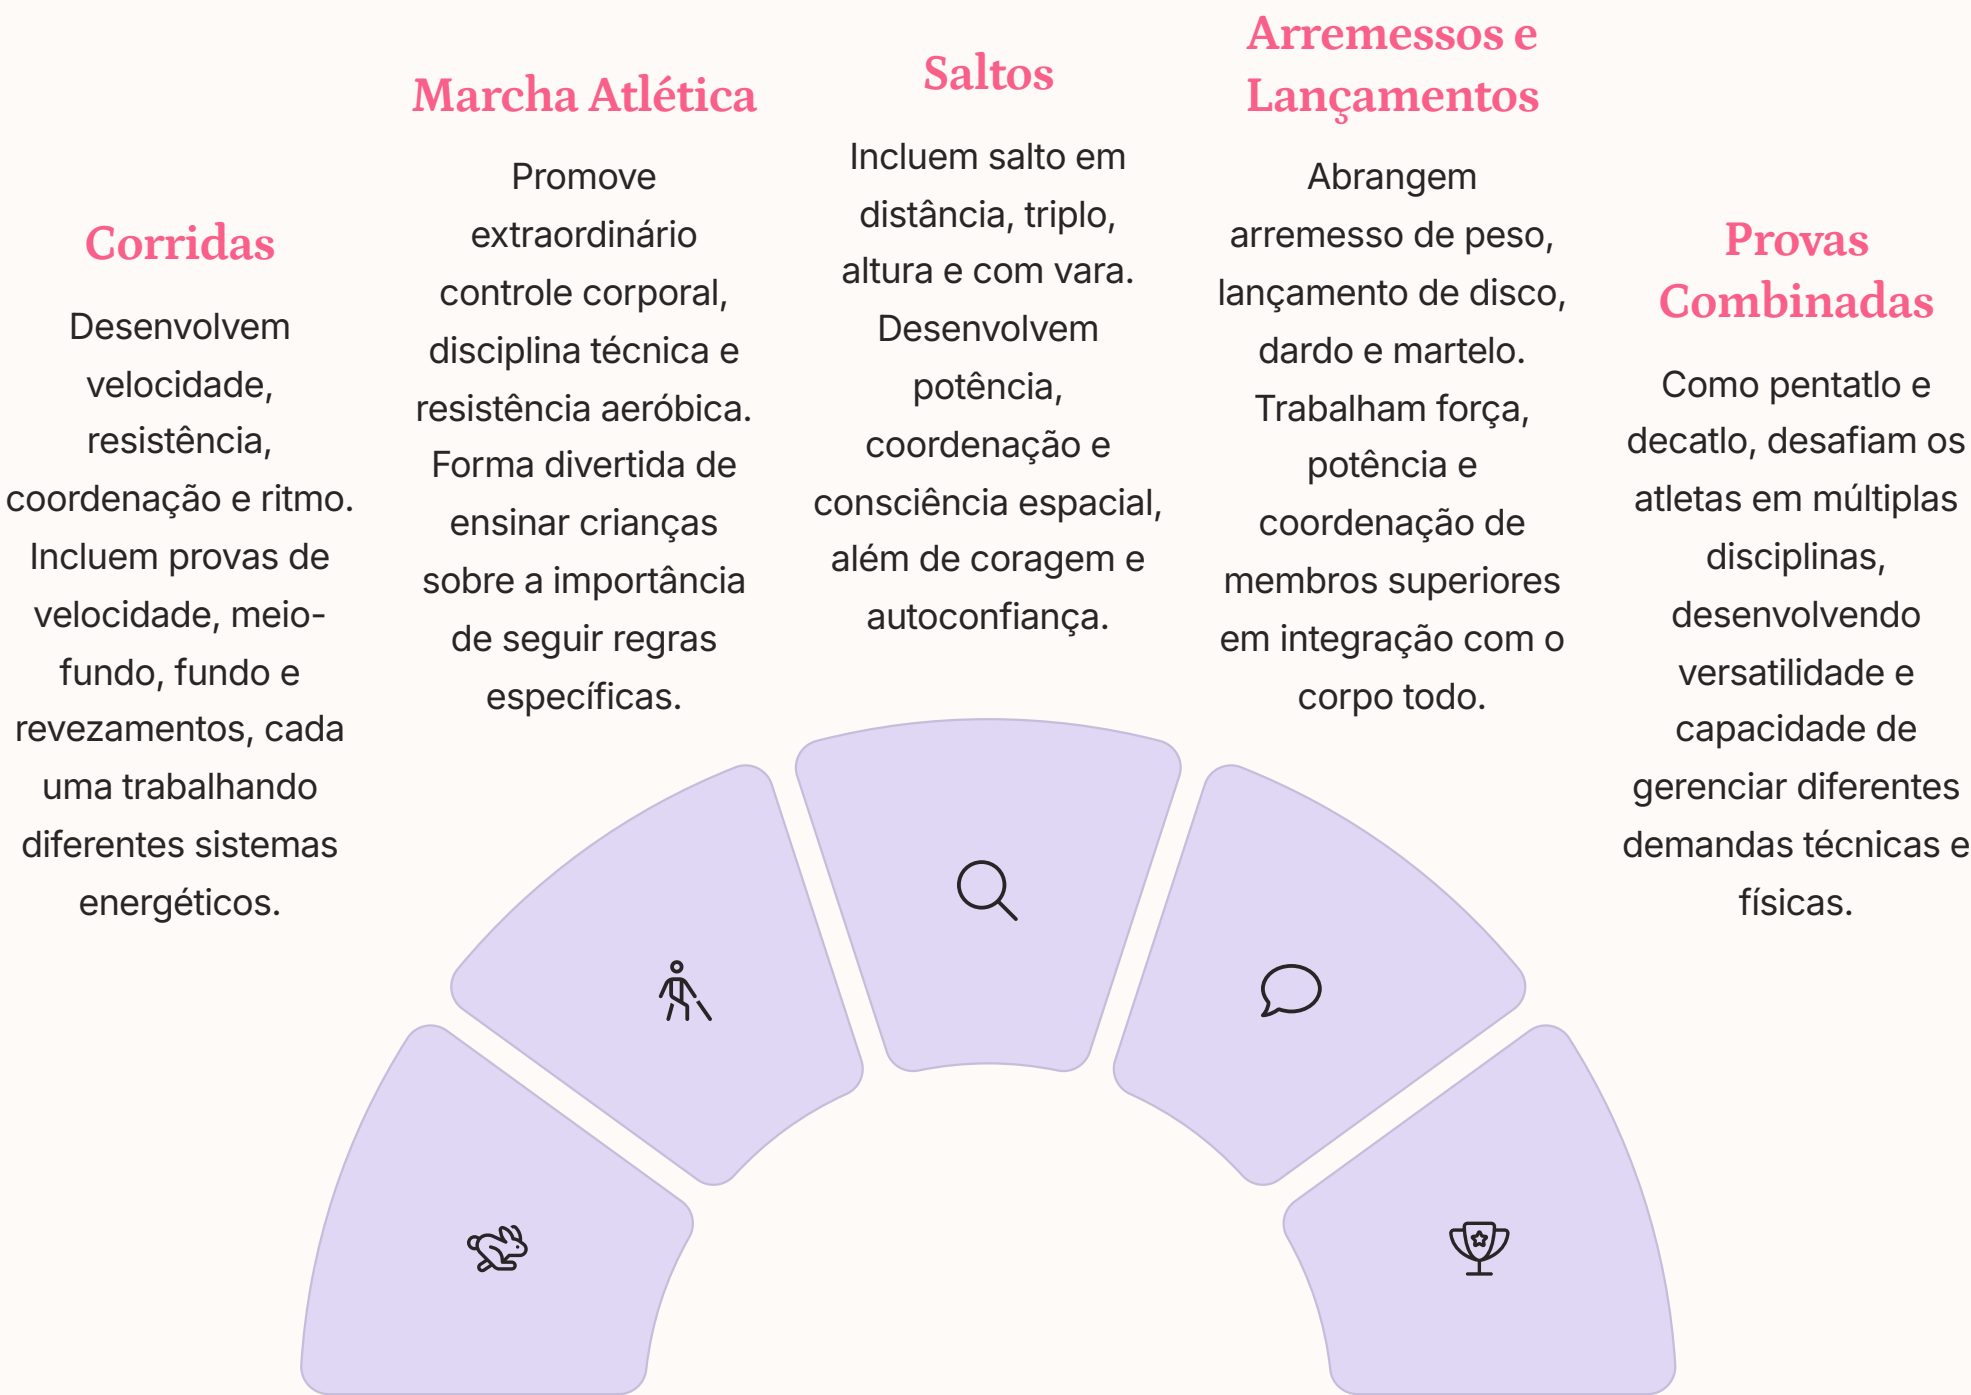 Corridas
Desenvolvem
velocidade,
resistência,
coordenação e ritmo.
Incluem provas de
velocidade, meio-
fundo, fundo e
revezamentos, cada
uma trabalhando
diferentes sistemas
energéticos.
Marcha Atlética
Promove
extraordinário
controle corporal,
disciplina técnica e
resistência aeróbica.
Forma divertida de
ensinar crianças
sobre a importância
de seguir regras
específicas.
Saltos
Incluem salto em
distância, triplo,
altura e com vara.
Desenvolvem
potência,
coordenação e
consciência espacial,
além de coragem e
autoconfiança.
Arremessos e
Lançamentos
Abrangem
arremesso de peso,
lançamento de disco,
dardo e martelo.
Trabalham força,
potência e
coordenação de
membros superiores
em integração com o
corpo todo.
Provas
Combinadas
Como pentatlo e
decatlo, desafiam os
atletas em múltiplas
disciplinas,
desenvolvendo
versatilidade e
capacidade de
gerenciar diferentes
demandas técnicas e
físicas.